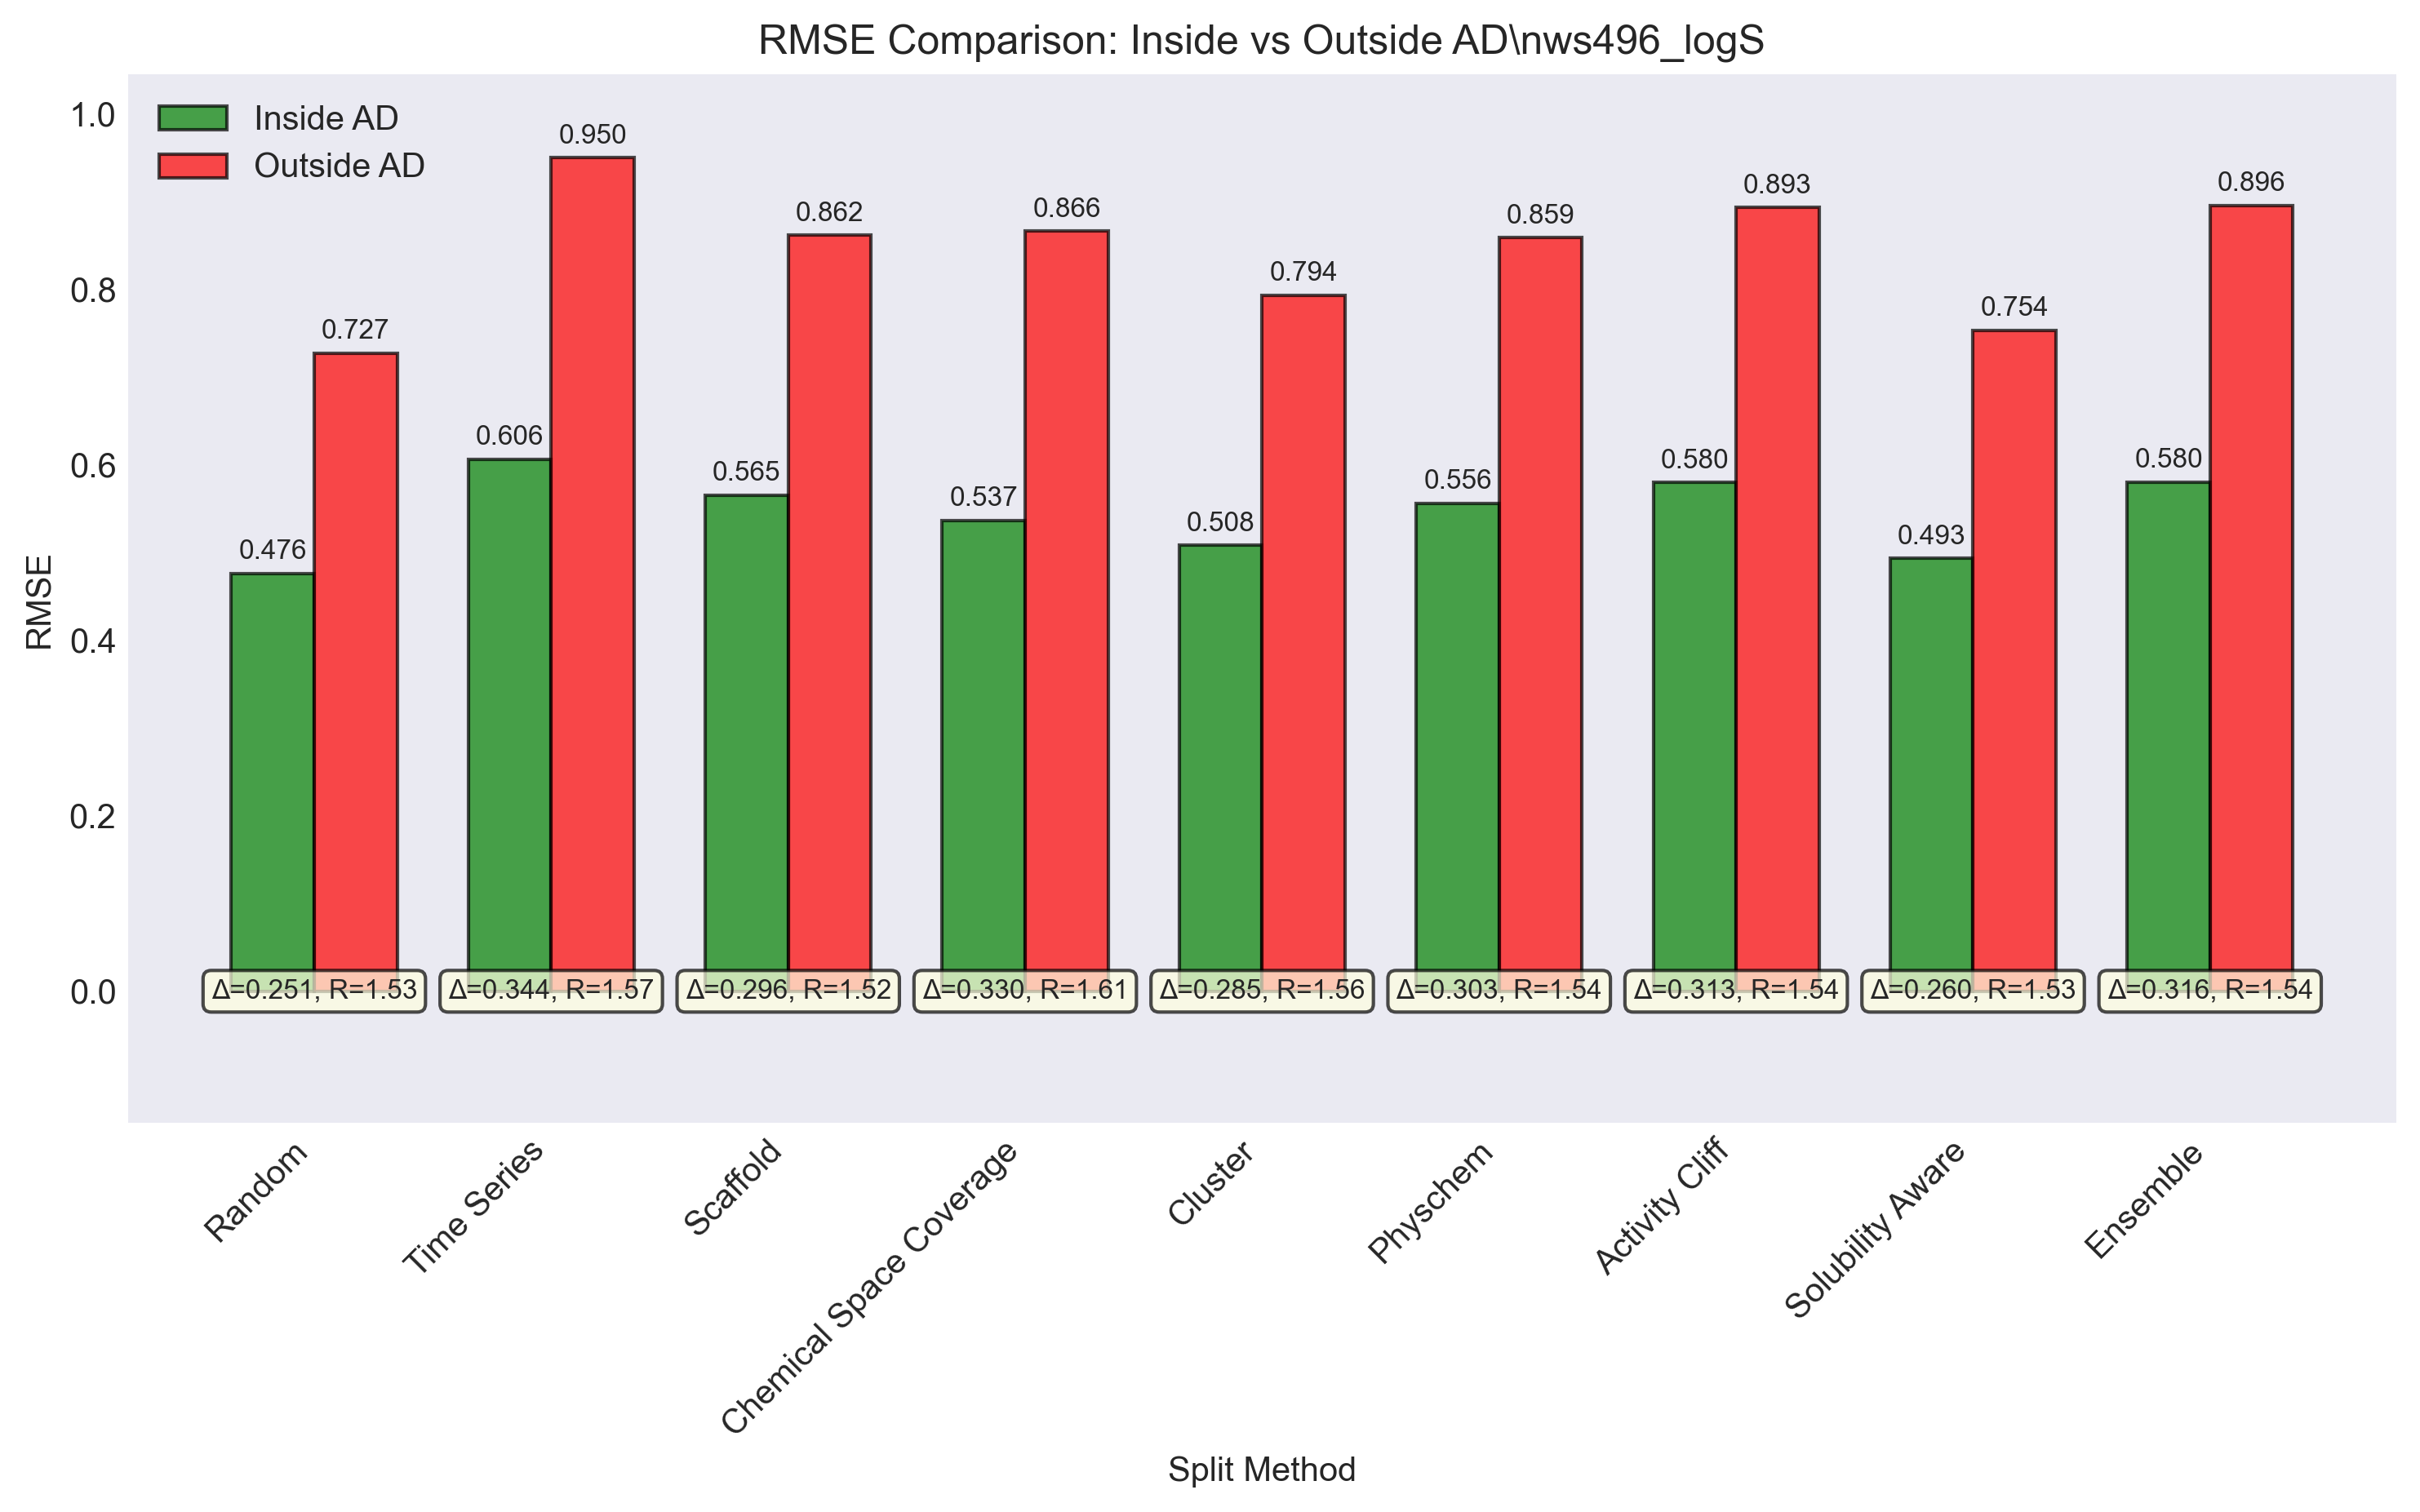 RMSE Comparison: Inside vs Outside AD\nws496_logS
Inside AD
Outside AD
RMSE
1.0
0.8
0.6
0.4
0.2
0.0
0.476
0.727
0.606
0.950
0.565
0.862
0.537
0.866
0.508
0.794
0.556
0.859
0.580
0.893
0.493
0.754
0.580
0.896
Δ=0.251, R=1.53
Δ=0.344, R=1.57
Δ=0.296, R=1.52
Δ=0.330, R=1.61
Δ=0.285, R=1.56
Δ=0.303, R=1.54
Δ=0.313, R=1.54
Δ=0.260, R=1.53
Δ=0.316, R=1.54
Random
Time Series
Scaffold
Chemical Space Coverage
Cluster
Physchem
Activity Cliff
Solubility Aware
Ensemble
Split Method